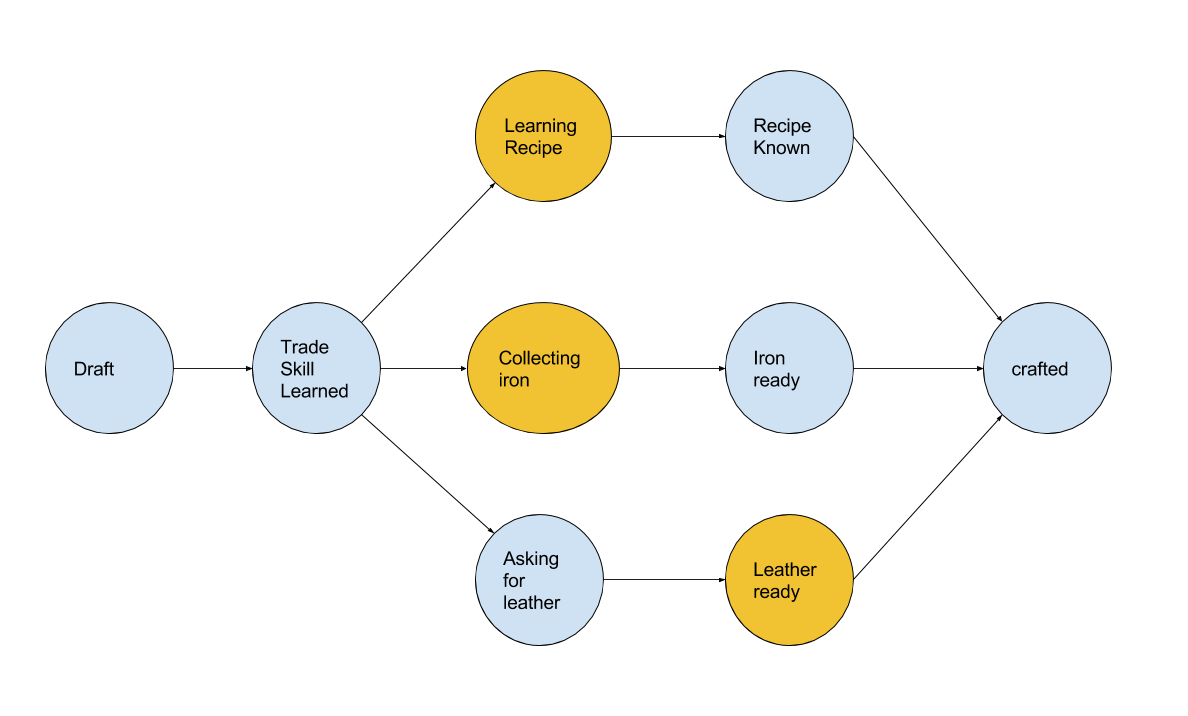 Learning
Recipe
Recipe
Known
Draft
Trade
Skill
Learned
Collecting
iron
Iron
ready
crafted
Asking
for
leather
Leather
ready